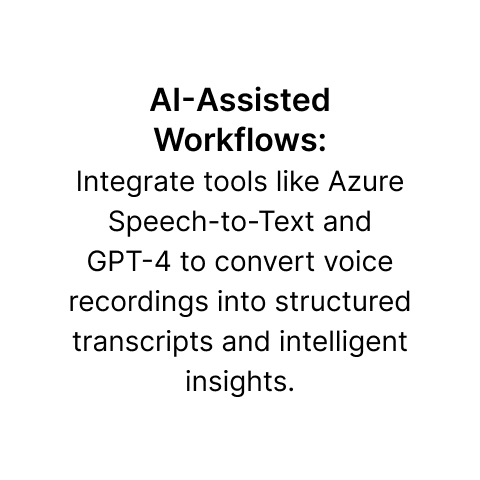 AI-Assisted
Workflows:
Integrate tools like Azure
Speech-to-Text and
GPT-4 to convert voice
recordings into structured
transcripts and intelligent
insights.